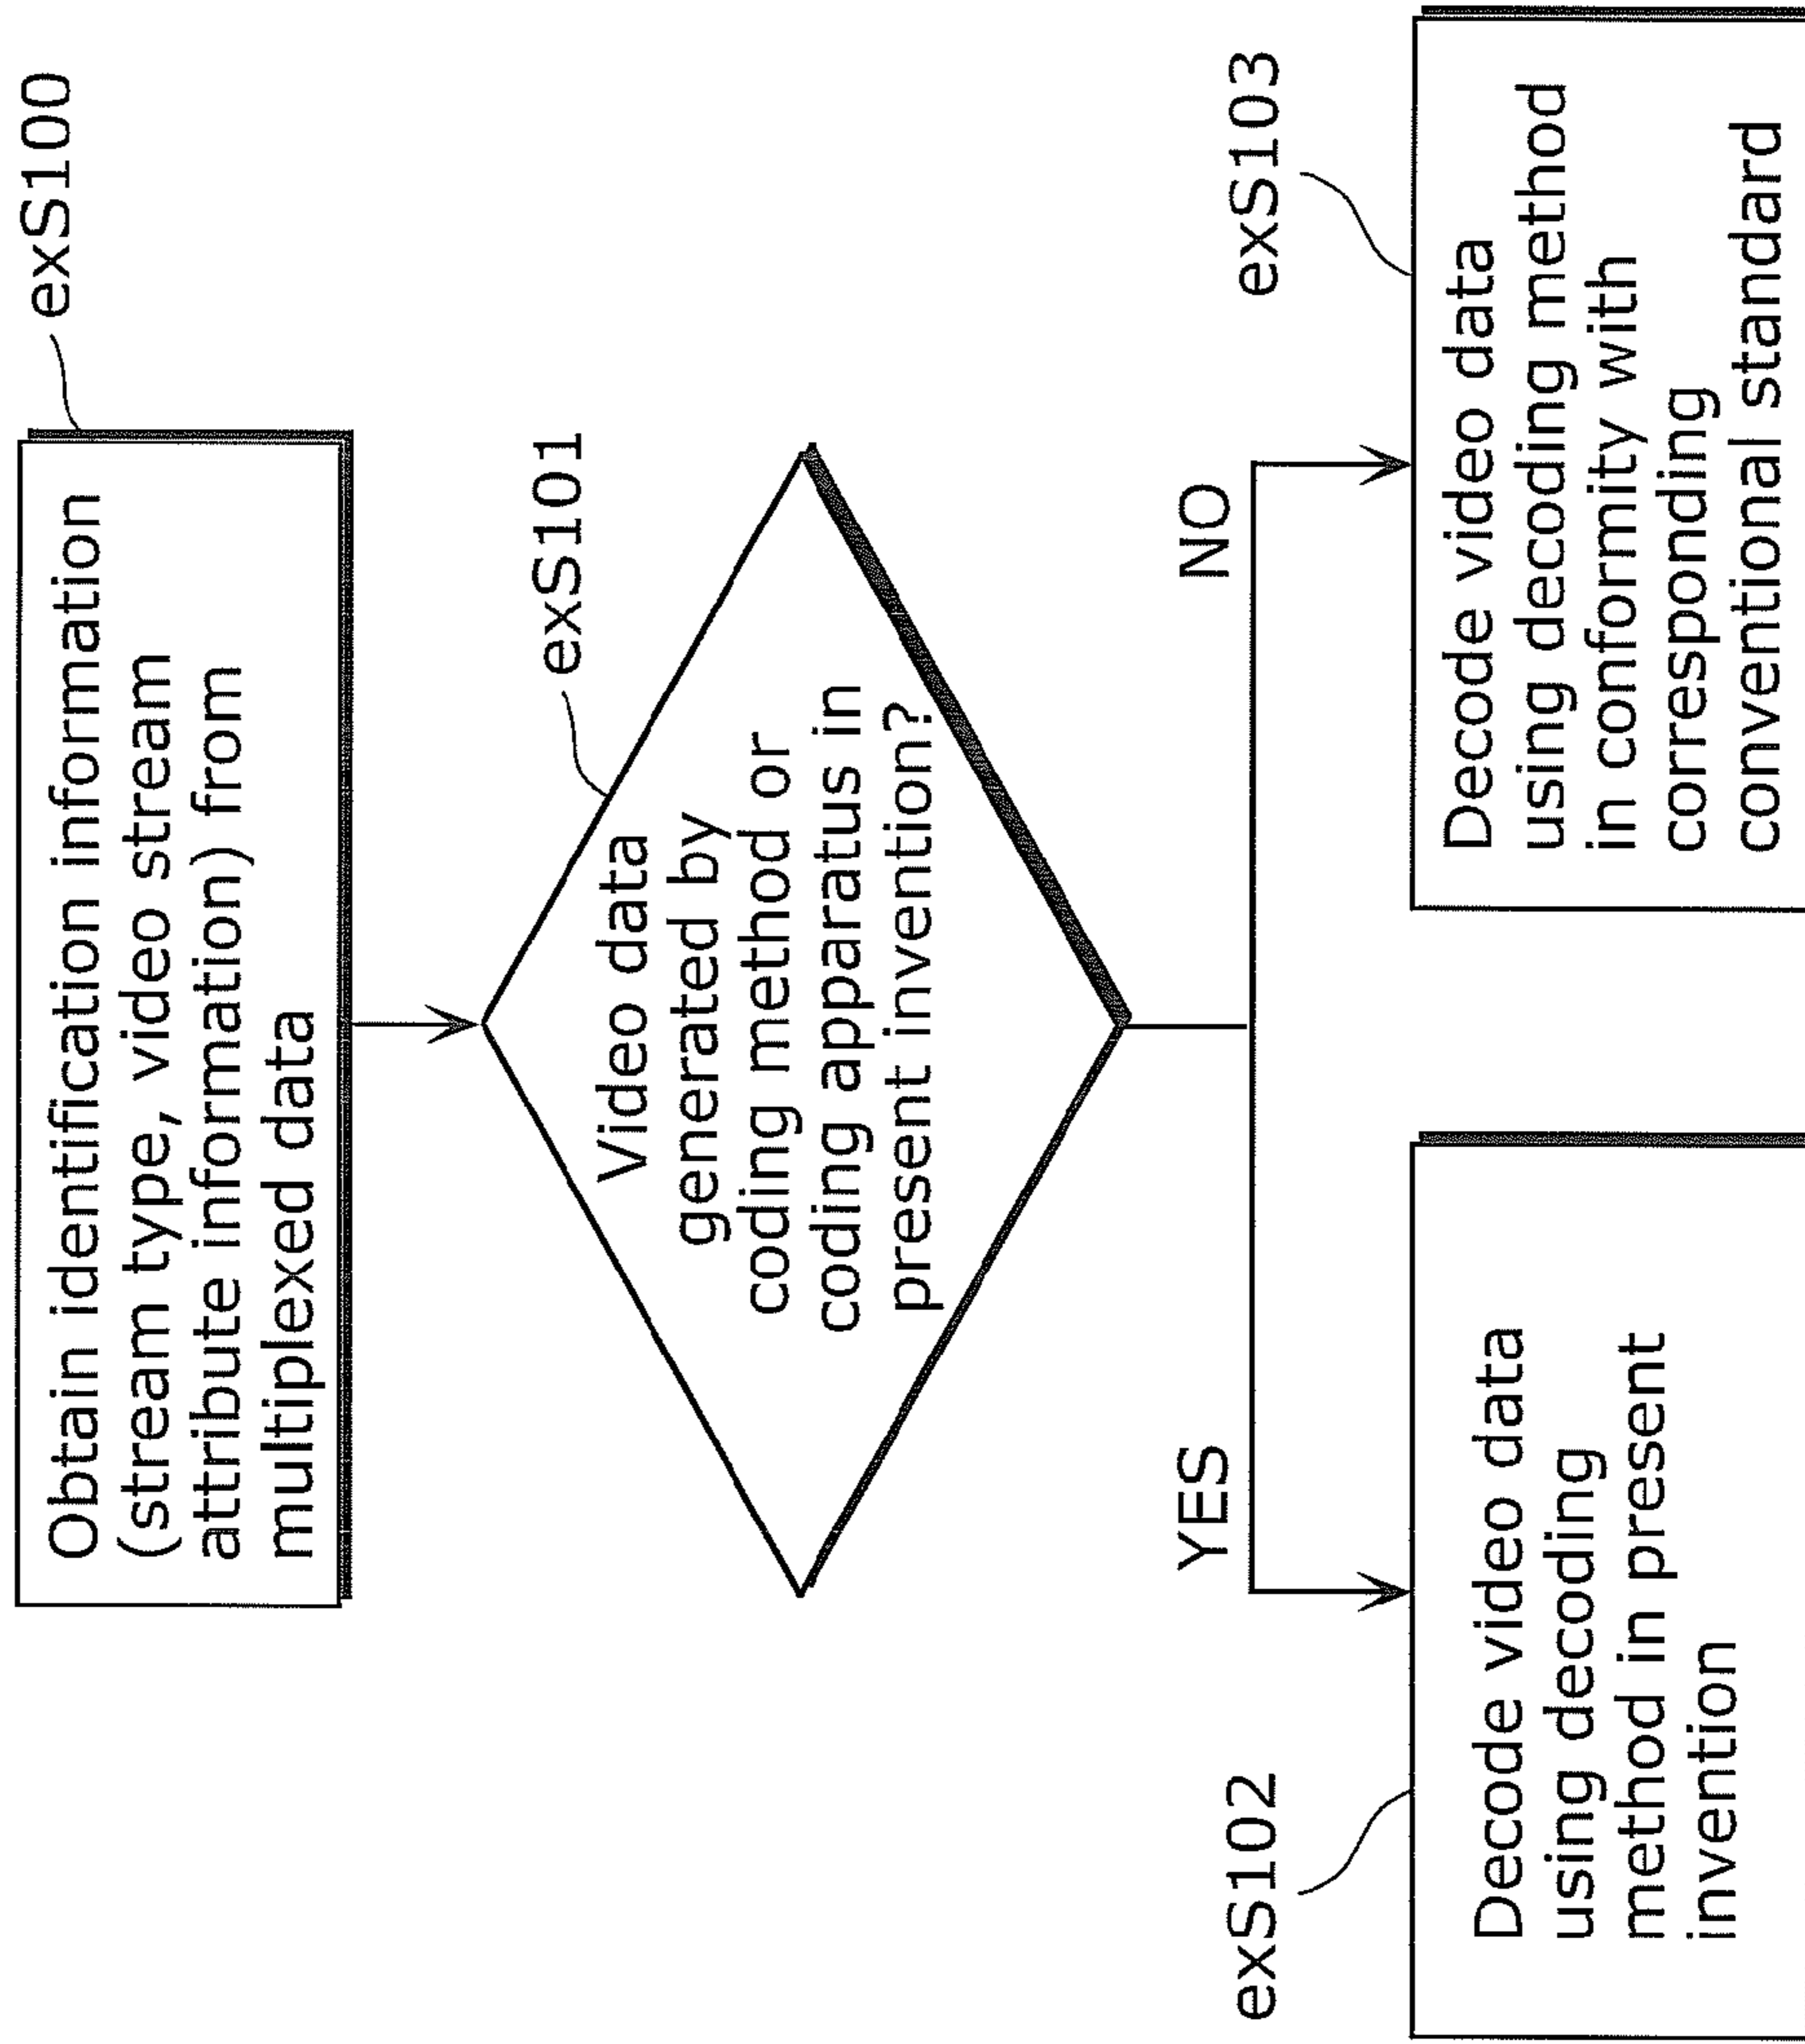 exS100
Obtain identification information
(stream type, video stream
attribute information) from
multiplexed data
exS101
Video data
generated by
coding method or
coding apparatus in
present invention?
YES
NO
exS102
Decode video data
using decoding
method in present
invention
exS103
Decode video data
using decoding method
in conformity with
corresponding
conventional standard